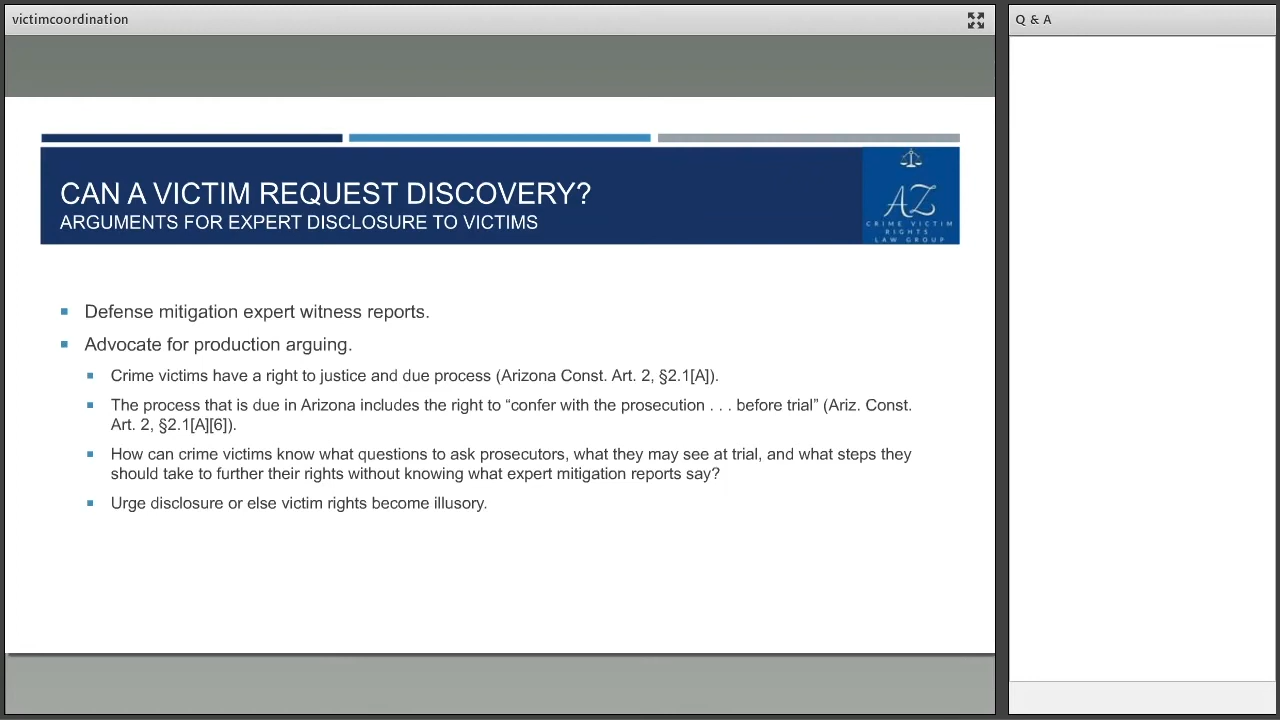 victimcoordination
Q & A
CAN A VICTIM REQUEST DISCOVERY?
ARGUMENTS FOR EXPERT DISCLOSURE TO VICTIMS
AZ
CRIME VICTIM
RIGHTS
LAW GROUP
Defense mitigation expert witness reports.
Advocate for production arguing.
Crime victims have a right to justice and due process (Arizona Const. Art. 2, §2.1[A]).
The process that is due in Arizona includes the right to “confer with the prosecution . . . before trial” (Ariz. Const.
Art. 2, §2.1[A][6]).
How can crime victims know what questions to ask prosecutors, what they may see at trial, and what steps they
should take to further their rights without knowing what expert mitigation reports say?
Urge disclosure or else victim rights become illusory.